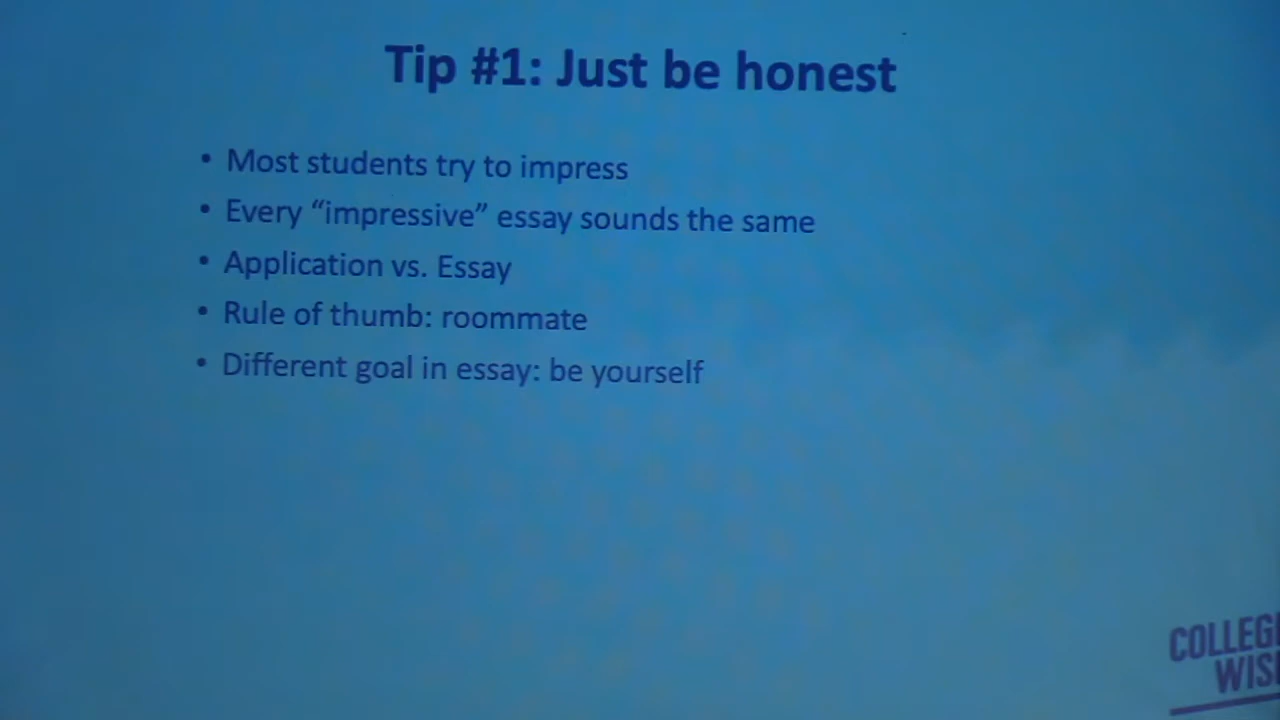 Tip #1: Just be honest
• Most students try to impress
• Every “impressive” essay sounds the same
• Application vs. Essay
• Rule of thumb: roommate
• Different goal in essay: be yourself
COLLEG
WIS